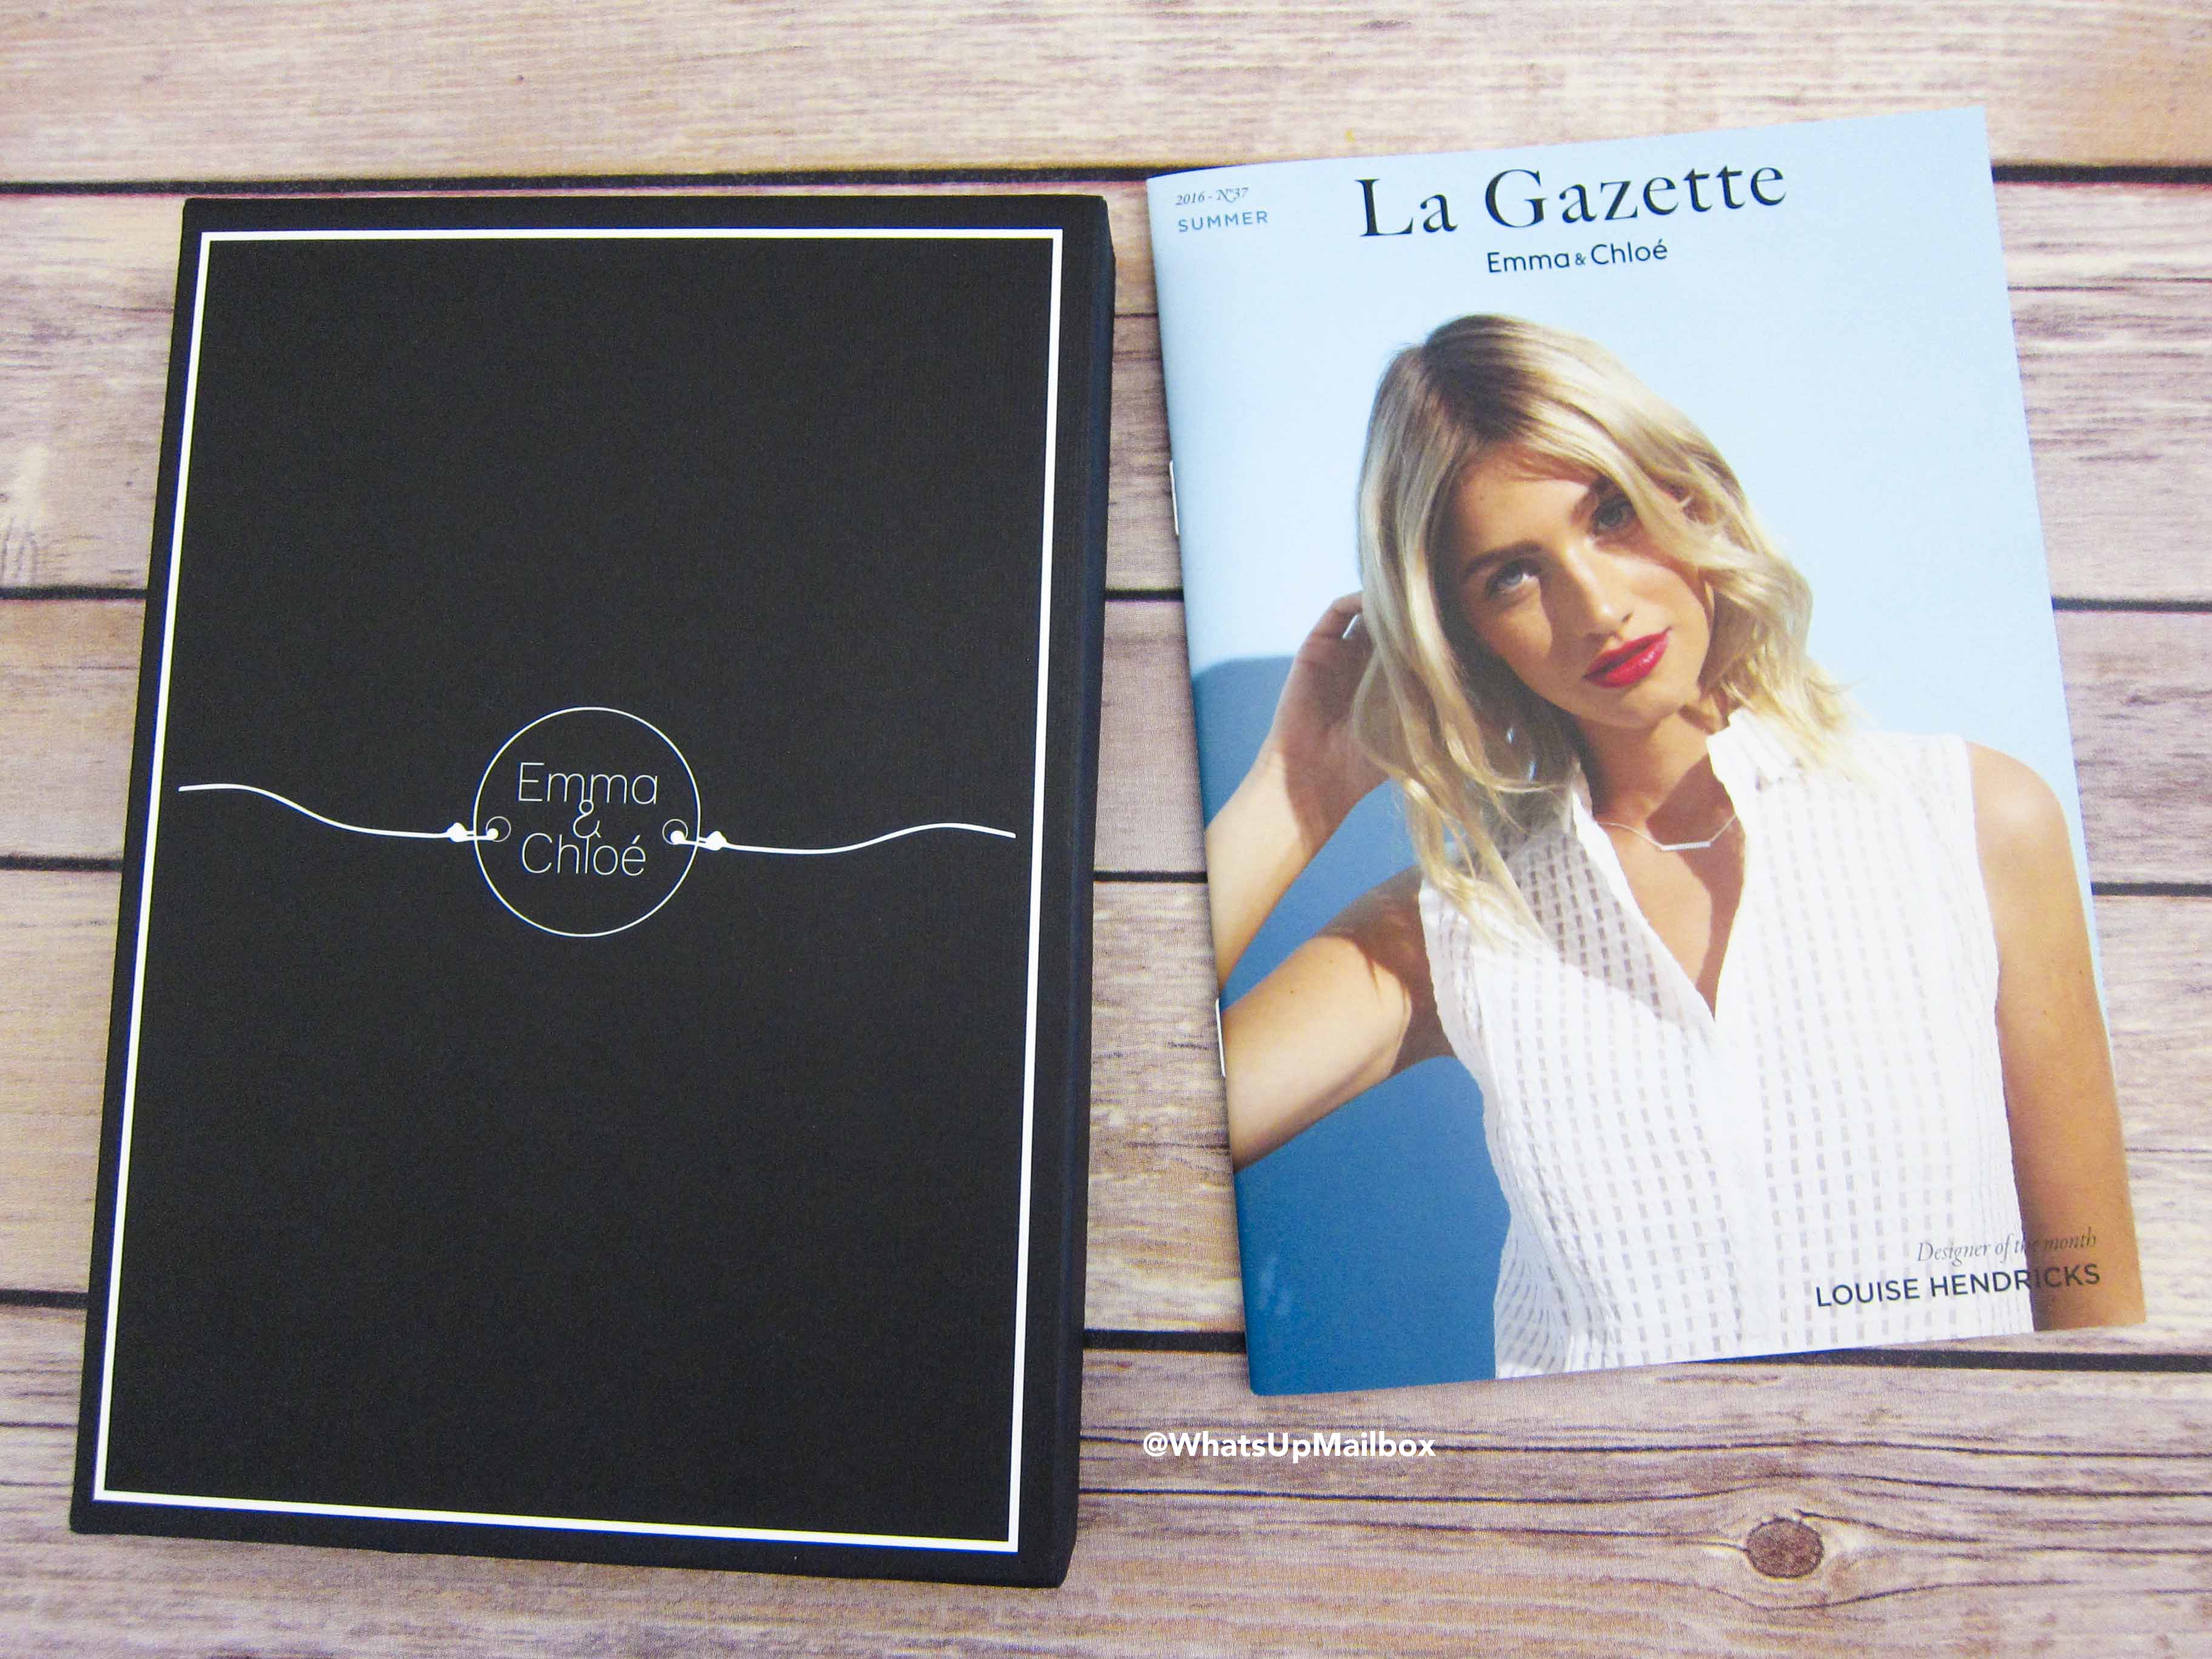 Emma
&
Chloé
2016 - N°37
SUMMER
La Gazette
Emma & Chloé
Designer of the month
LOUISE HENDRICKS
@WhatsUpMailbox